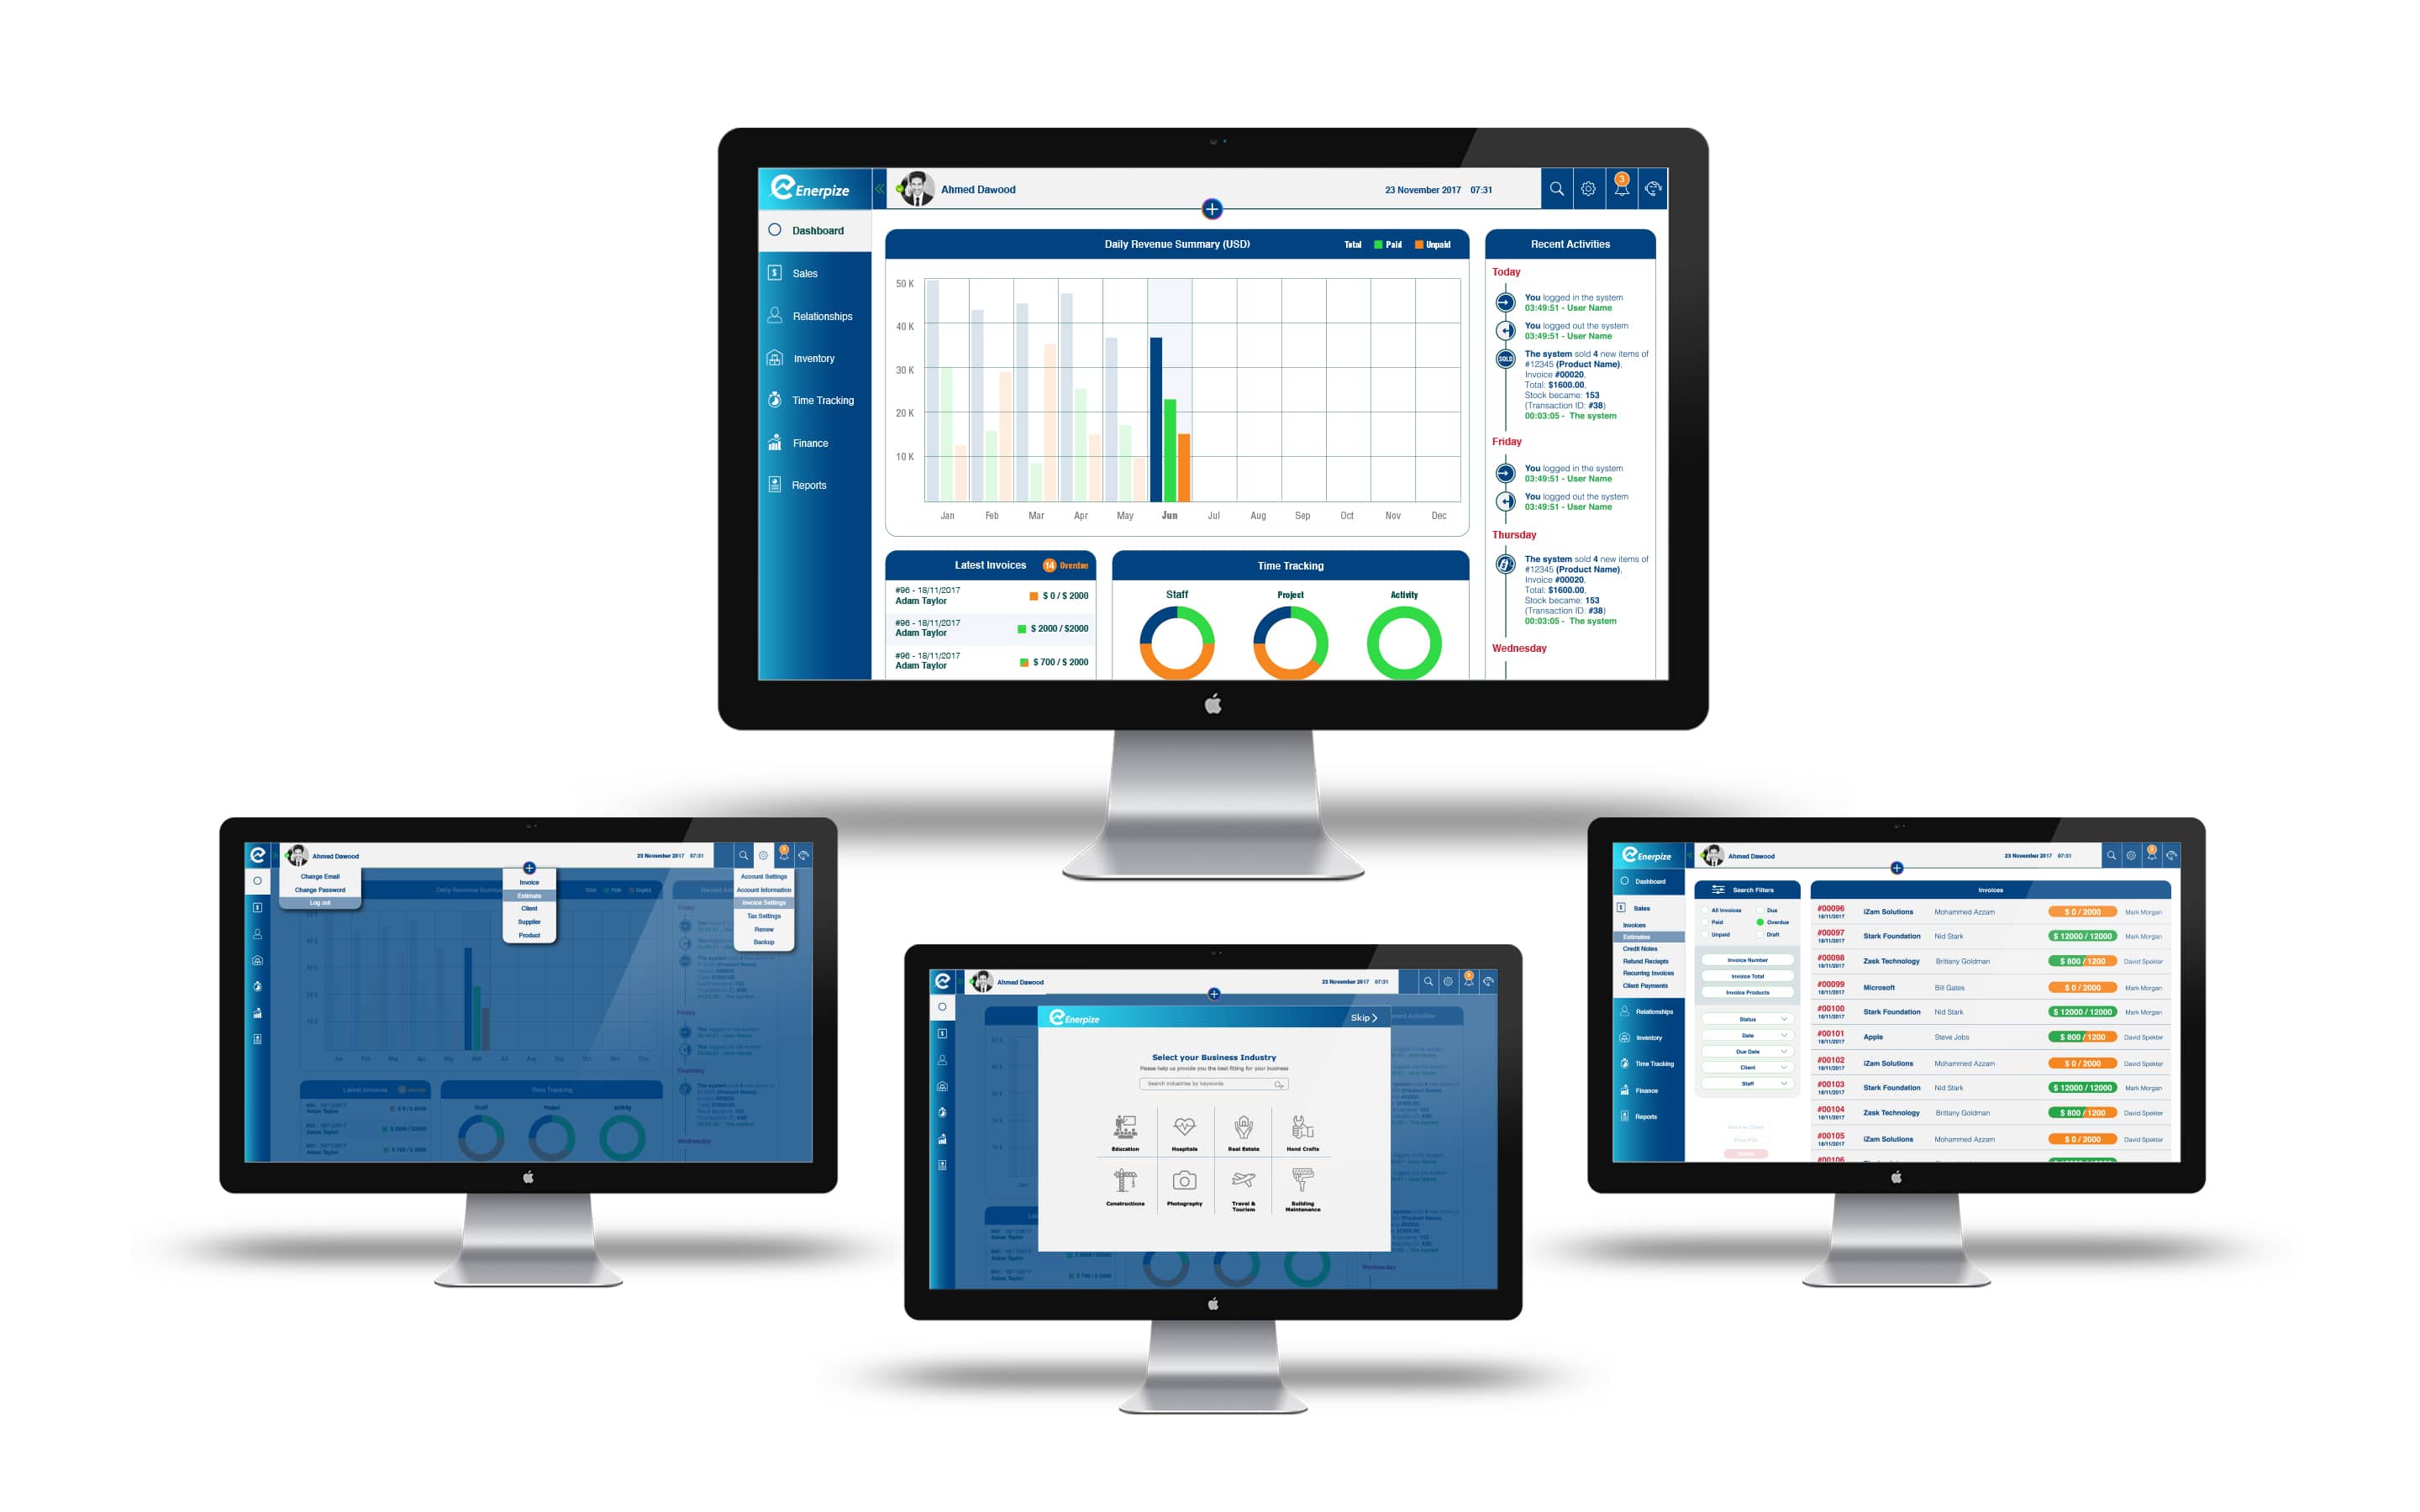 Enerpize
Ahmed Dawood
23 November 2017 07:31
3
Dashboard
Sales
Relationships
Inventory
Time Tracking
Finance
Reports
Daily Revenue Summary (USD)
Total Paid Unpaid
50 K
40 K
30 K
20 K
10 K
Jan Feb Mar Apr May Jun Jul Aug Sep Oct Nov Dec
Latest Invoices 14 Overdue
#96 - 18/11/2017
Adam Taylor
$ 0 / $ 2000
#96 - 18/11/2017
Adam Taylor
$ 2000 / $2000
#96 - 18/11/2017
Adam Taylor
$ 700 / $ 2000
Time Tracking
Staff Project Activity
Recent Activities
Today
You logged in the system
03:49:51 - User Name
You logged out the system
03:49:51 - User Name
SOLD
The system sold 4 new items of
#12345 (Product Name),
Invoice #00020,
Total: $1600.00,
Stock became: 153
(Transaction ID: #38)
00:03:05 - The system
Friday
You logged in the system
03:49:51 - User Name
You logged out the system
03:49:51 - User Name
Thursday
The system sold 4 new items of
#12345 (Product Name),
Invoice #00020,
Total: $1600.00,
Stock became: 153
(Transaction ID: #38)
00:03:05 - The system
Wednesday
Ahmed Dawood
23 November 2017 07:31
Change Email
Change Password
Log out
Invoice
Estimate
Client
Supplier
Product
Account Settings
Account Information
Invoice Settings
Tax Settings
Renew
Backup
Latest Invoices
Time Tracking
Staff Project Activity
Wednesday
Ahmed Dawood
23 November 2017 07:31
Enerpize
Skip
Select your Business Industry
Please help us provide you the best fitting for your business
Search industries by keywords
Education
Hospitals
Real Estate
Hand Crafts
Constructions
Photography
Travel &
Tourism
Building
Maintenance
Wednesday
Enerpize
Ahmed Dawood
23 November 2017 07:31
Dashboard
Sales
Invoices
Estimates
Credit Notes
Refund Reciepts
Recurring Invoices
Client Payments
Relationships
Inventory
Time Tracking
Finance
Reports
Search Filters
All Invoices Due
Paid Overdue
Unpaid Draft
Invoice Number
Invoice Total
Invoice Products
Status
Date
Due Date
Client
Staff
Invoices
#00096 iZam Solutions Mohammed Azzam $ 0 / 2000 Mark Morgan
18/11/2017
#00097 Stark Foundation Nid Stark $ 12000 / 12000 Mark Morgan
18/11/2017
#00098 Zask Technology Brittany Goldman $ 800 / 1200 David Spekter
18/11/2017
#00099 Microsoft Bill Gates $ 0 / 2000 Mark Morgan
18/11/2017
#00100 Stark Foundation Nid Stark $ 12000 / 12000 Mark Morgan
18/11/2017
#00101 Apple Steve Jobs $ 800 / 1200 David Spekter
18/11/2017
#00102 iZam Solutions Mohammed Azzam $ 0 / 2000 David Spekter
18/11/2017
#00103 Stark Foundation Nid Stark $ 12000 / 12000 Mark Morgan
18/11/2017
#00104 Zask Technology Brittany Goldman $ 800 / 1200 David Spekter
18/11/2017
#00105 iZam Solutions Mohammed Azzam $ 0 / 2000 David Spekter
18/11/2017
#00106